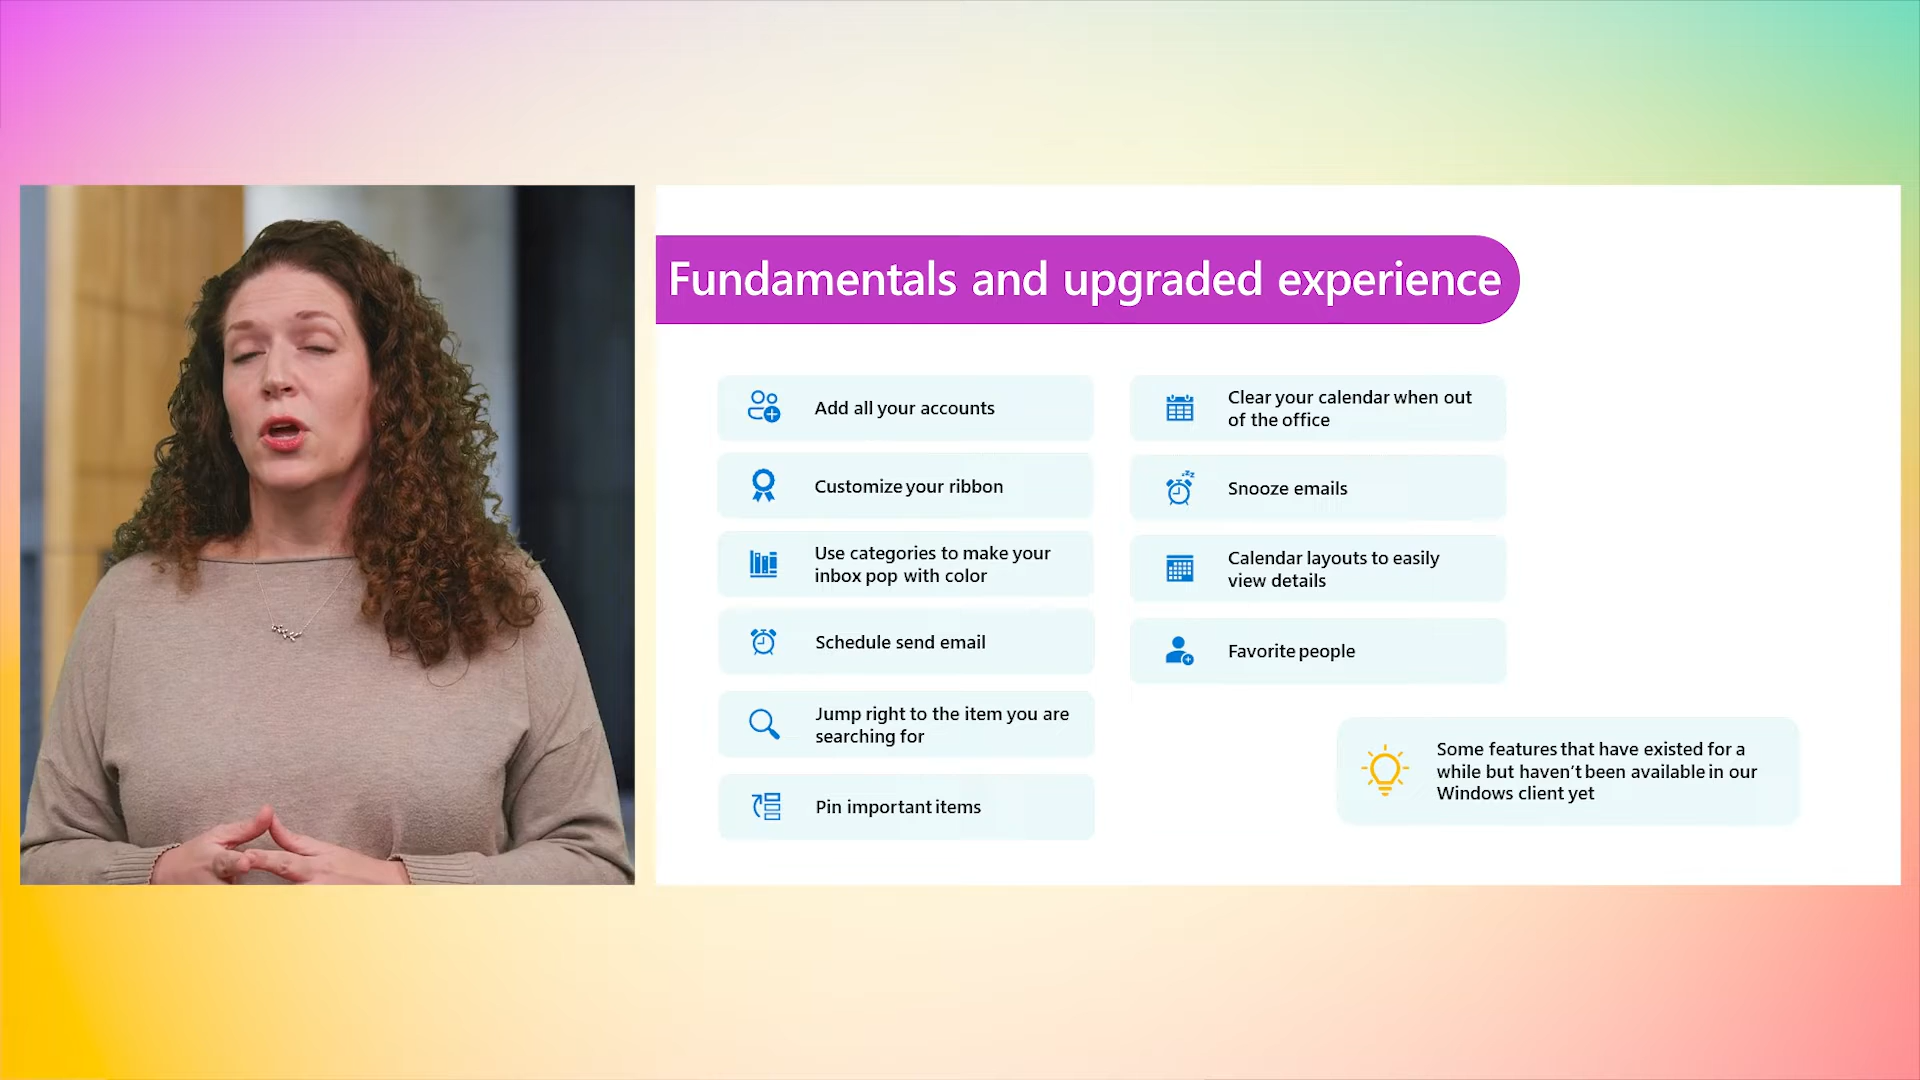 Fundamentals and upgraded experience
Add all your accounts
Customize your ribbon
Use categories to make your
inbox pop with color
Schedule send email
Jump right to the item you are
searching for
Pin important items
Clear your calendar when out
of the office
Snooze emails
Calendar layouts to easily
view details
Favorite people
Some features that have existed for a
while but haven't been available in our
Windows client yet